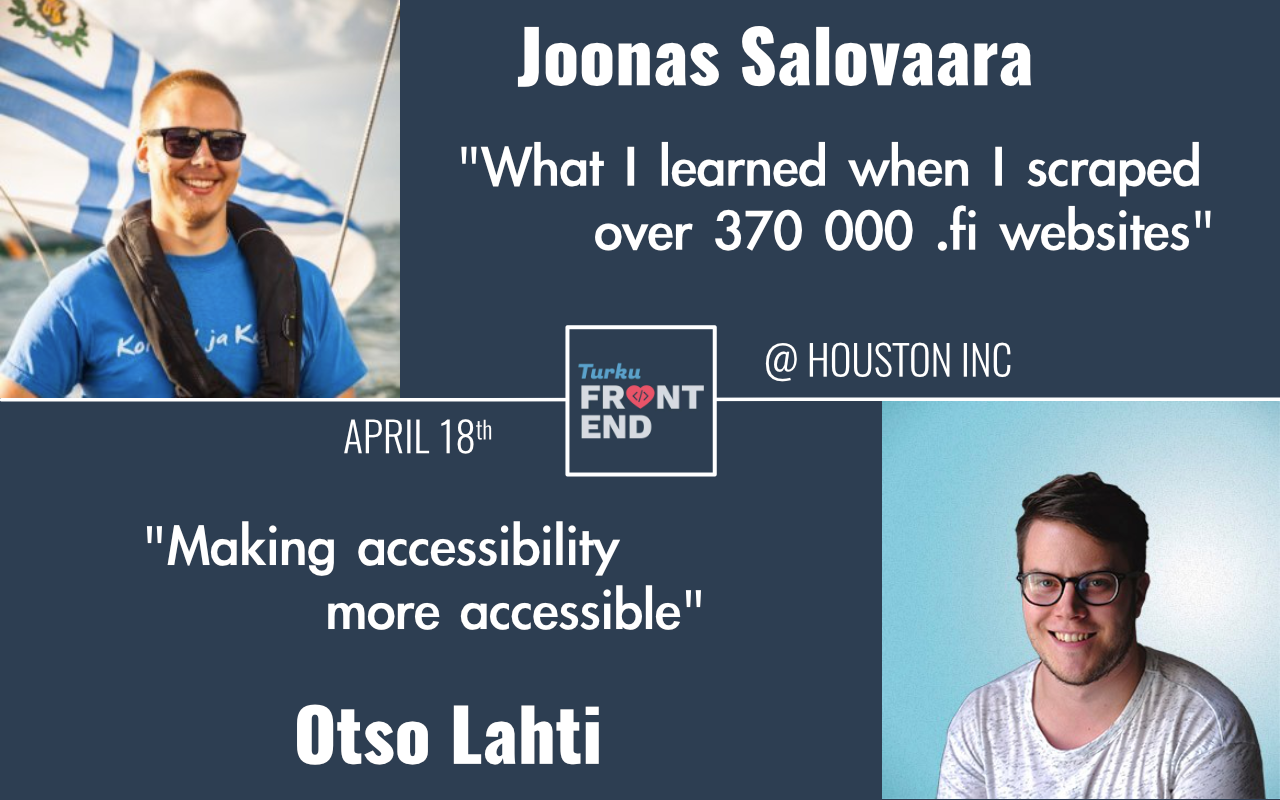 Joonas Salovaara
"What I learned when I scraped
over 370 000 .fi websites"
@ HOUSTON INC
Turku
FRONT
END
APRIL 18th
"Making accessibility
more accessible"
Otso Lahti